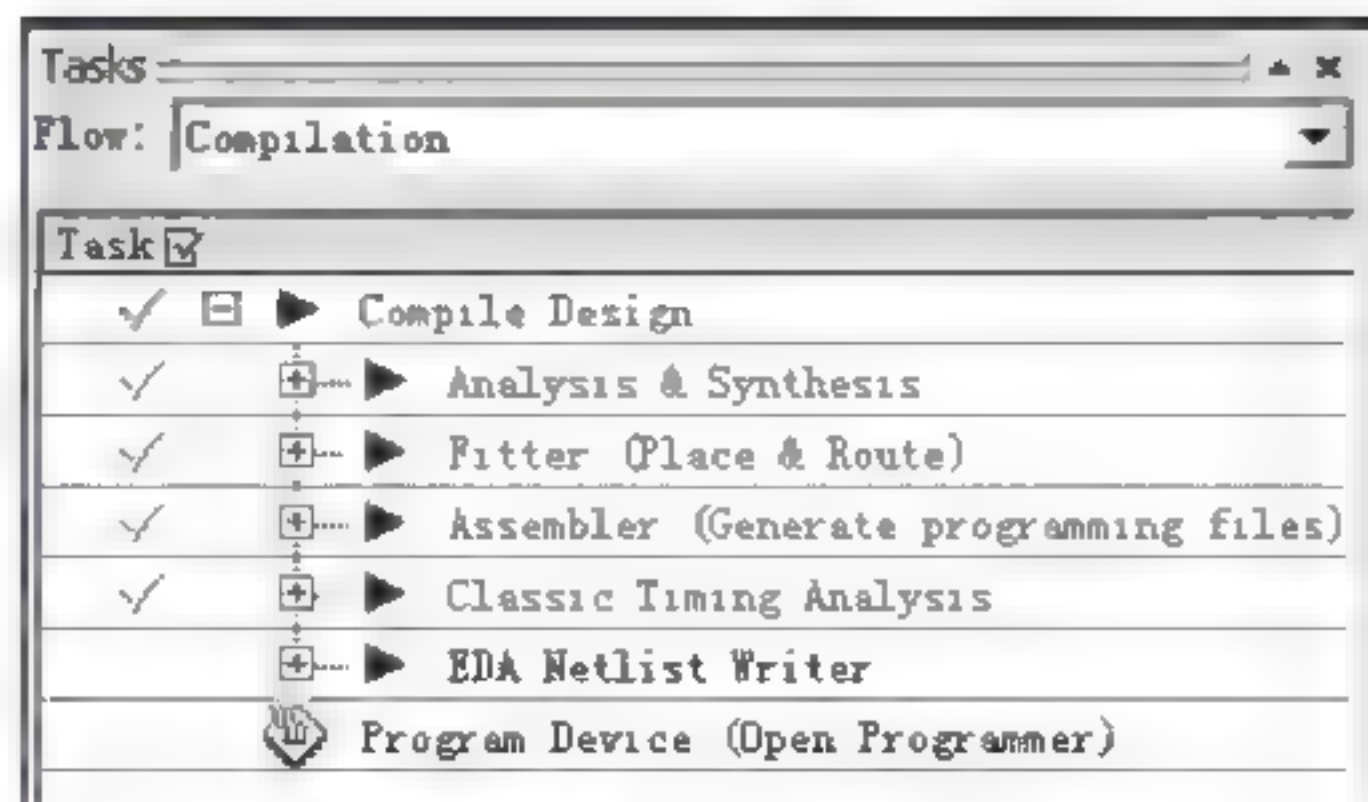 Tasks
Flow: Compilation
Task
Compile Design
Analysis & Synthesis
Fitter (Place & Route)
Assembler (Generate programming files)
Classic Timing Analysis
EDA Netlist Writer
Program Device (Open Programmer)